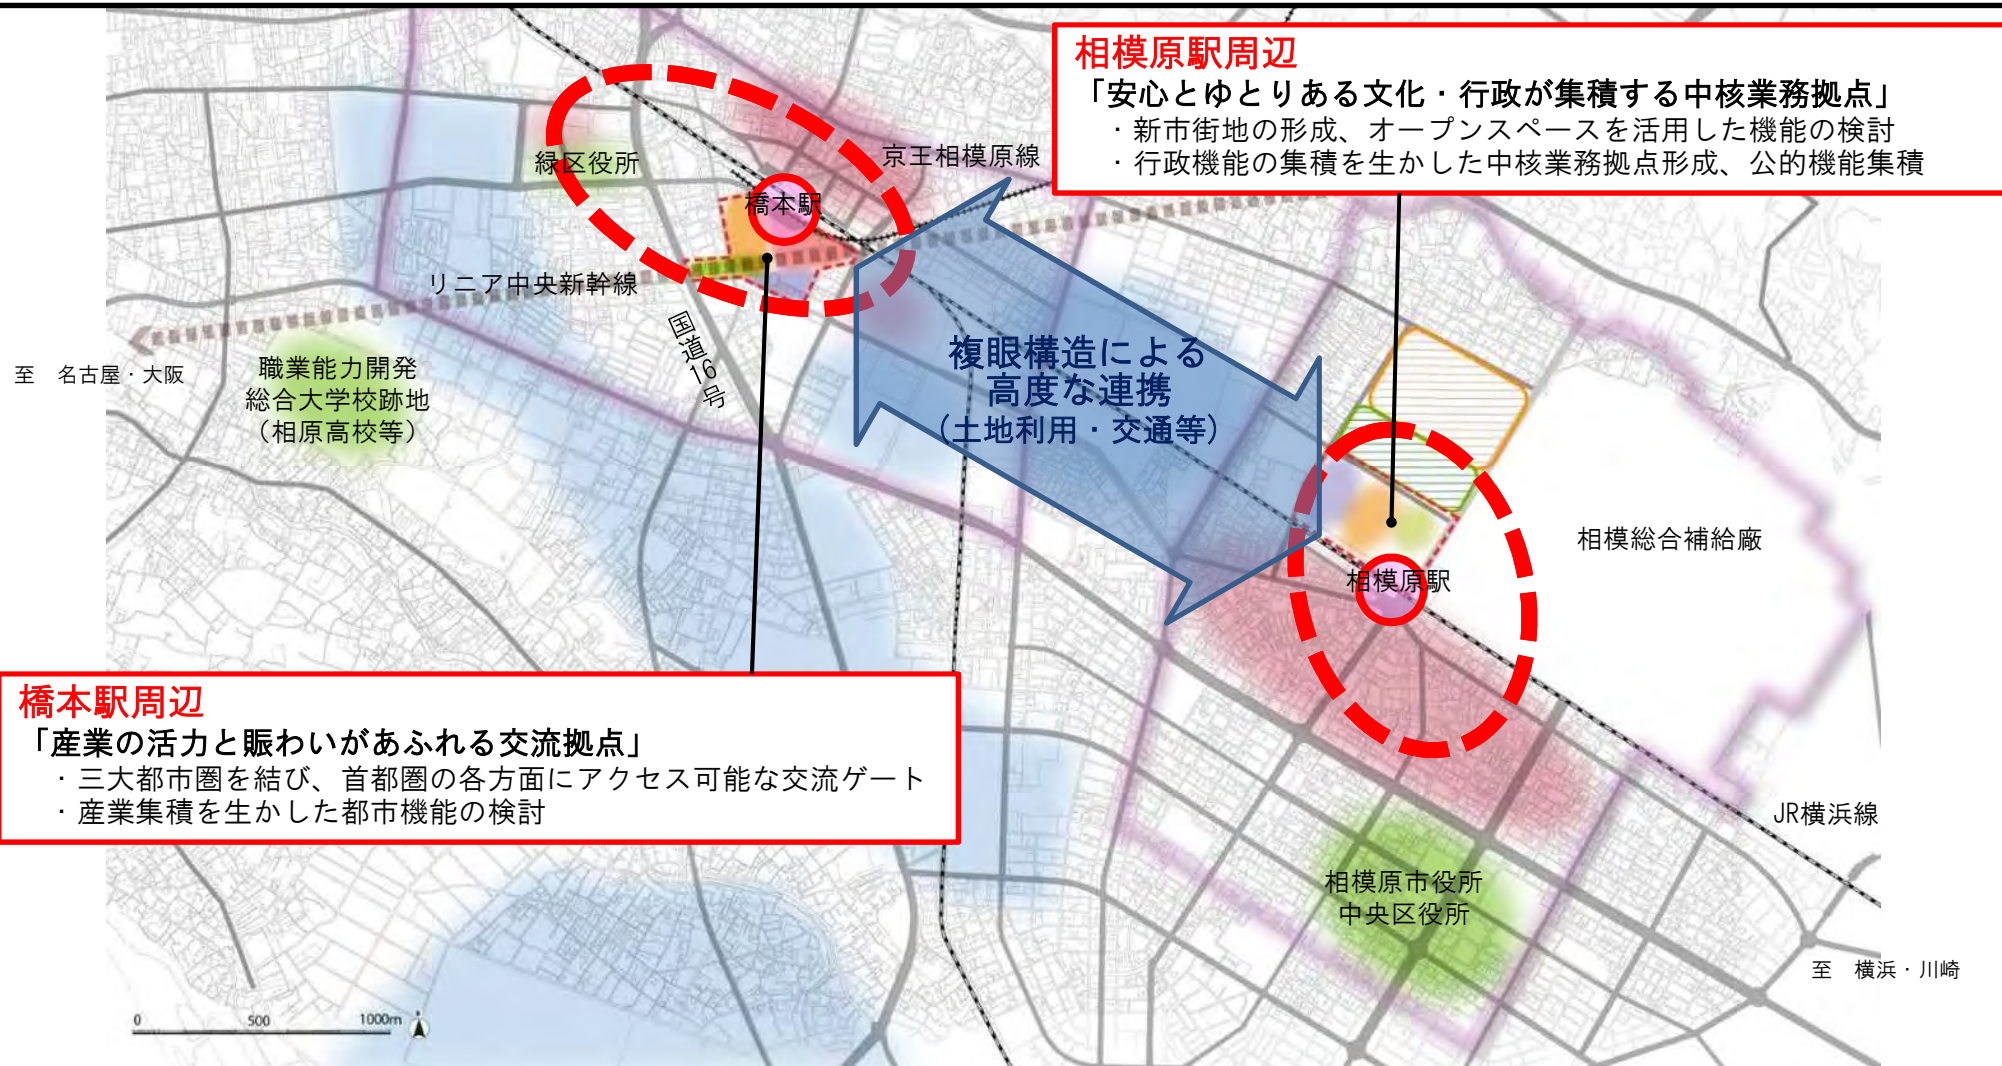 相模原駅周辺
「安心とゆとりある文化・行政が集積する中核業務拠点」
・新市街地の形成、オープンスペースを活用した機能の検討
・行政機能の集積を生かした中核業務拠点形成、公的機能集積
京王相模原線
緑区役所
橋本駅
リニア中央新幹線
国道16号
至　名古屋・大阪
職業能力開発
総合大学校跡地
（相原高校等）
複眼構造による
高度な連携
（土地利用・交通等）
相模総合補給廠
相模原駅
橋本駅周辺
「産業の活力と賑わいがあふれる交流拠点」
・三大都市圏を結び、首都圏の各方面にアクセス可能な交流ゲート
・産業集積を生かした都市機能の検討
JR横浜線
相模原市役所
中央区役所
至　横浜・川崎
0 500 1000m